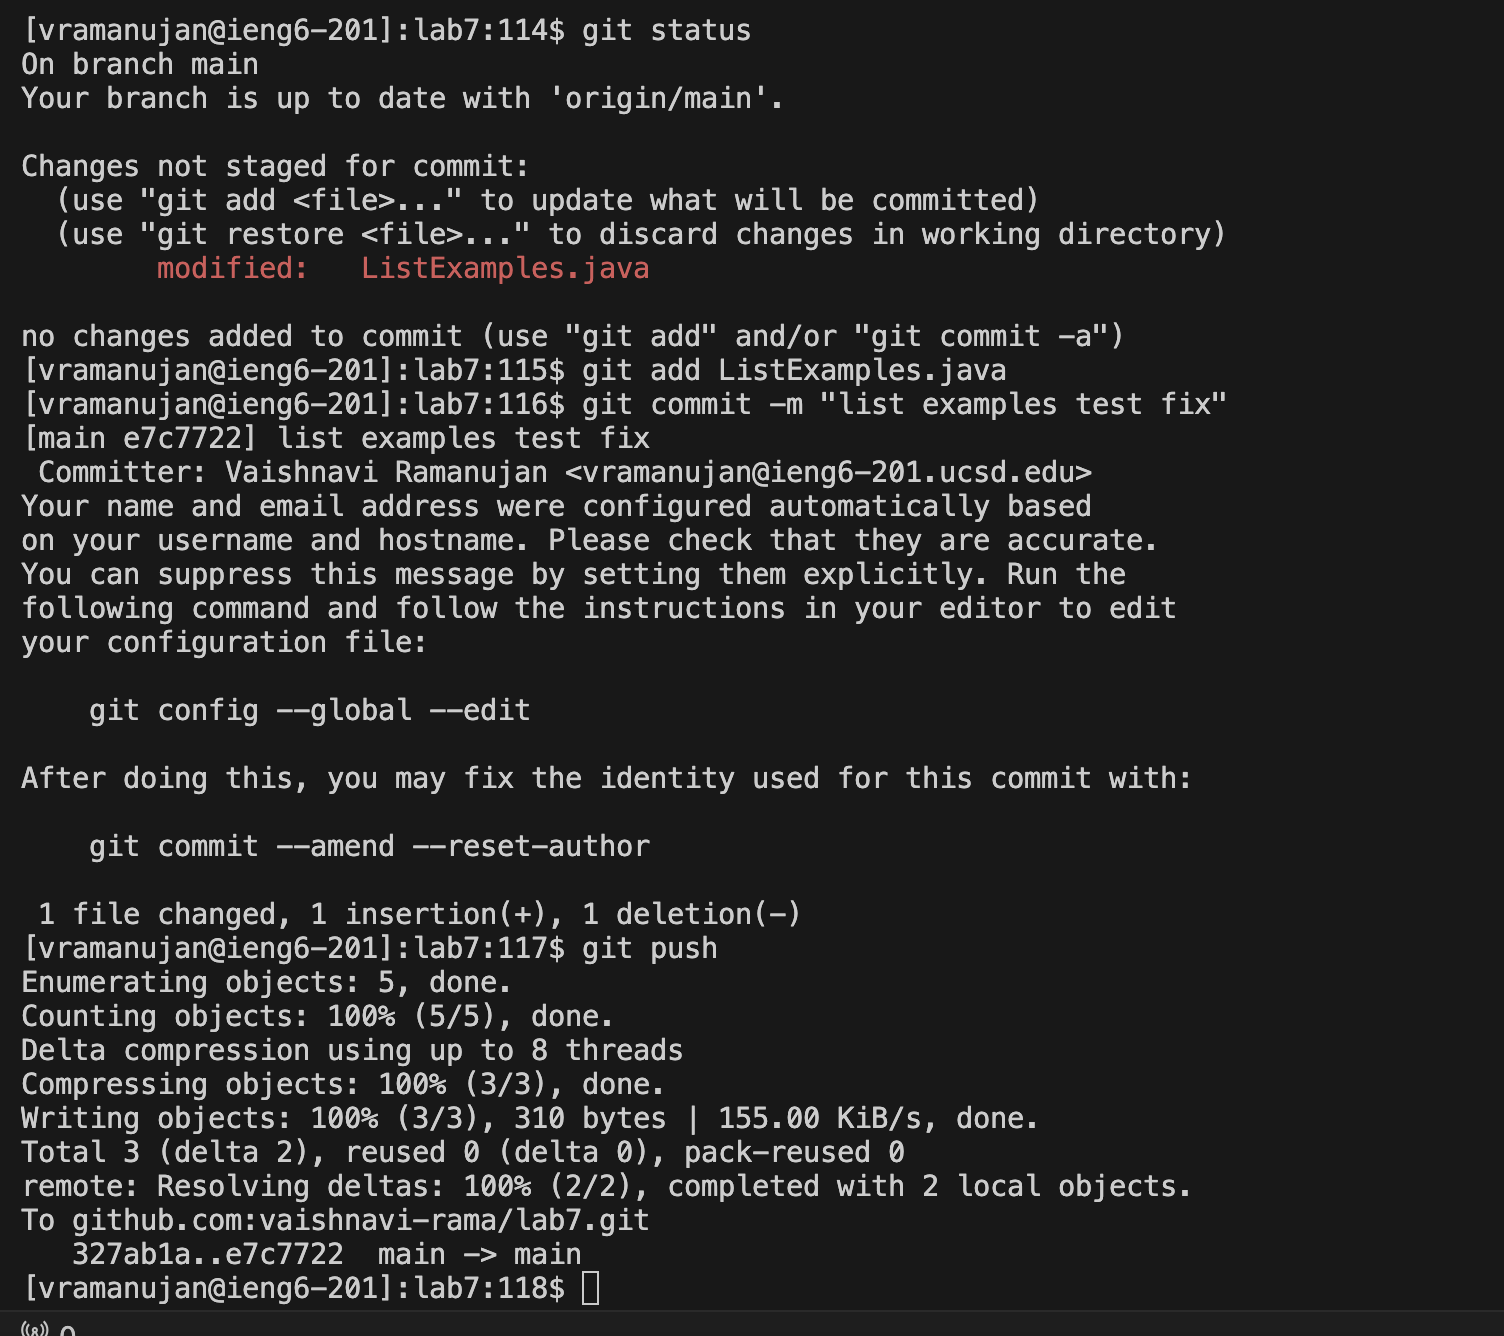 [vramanujan@ieng6-201]:lab7:114$ git status
On branch main
Your branch is up to date with 'origin/main'.

Changes not staged for commit:
  (use "git add <file>..." to update what will be committed)
  (use "git restore <file>..." to discard changes in working directory)
        modified:   ListExamples.java

no changes added to commit (use "git add" and/or "git commit -a")
[vramanujan@ieng6-201]:lab7:115$ git add ListExamples.java
[vramanujan@ieng6-201]:lab7:116$ git commit -m "list examples test fix"
[main e7c7722] list examples test fix
 Committer: Vaishnavi Ramanujan <vramanujan@ieng6-201.ucsd.edu>
Your name and email address were configured automatically based
on your username and hostname. Please check that they are accurate.
You can suppress this message by setting them explicitly. Run the
following command and follow the instructions in your editor to edit
your configuration file:

    git config --global --edit

After doing this, you may fix the identity used for this commit with:

    git commit --amend --reset-author

 1 file changed, 1 insertion(+), 1 deletion(-)
[vramanujan@ieng6-201]:lab7:117$ git push
Enumerating objects: 5, done.
Counting objects: 100% (5/5), done.
Delta compression using up to 8 threads
Compressing objects: 100% (3/3), done.
Writing objects: 100% (3/3), 310 bytes | 155.00 KiB/s, done.
Total 3 (delta 2), reused 0 (delta 0), pack-reused 0
remote: Resolving deltas: 100% (2/2), completed with 2 local objects.
To github.com:vaishnavi-rama/lab7.git
   327ab1a..e7c7722  main -> main
[vramanujan@ieng6-201]:lab7:118$